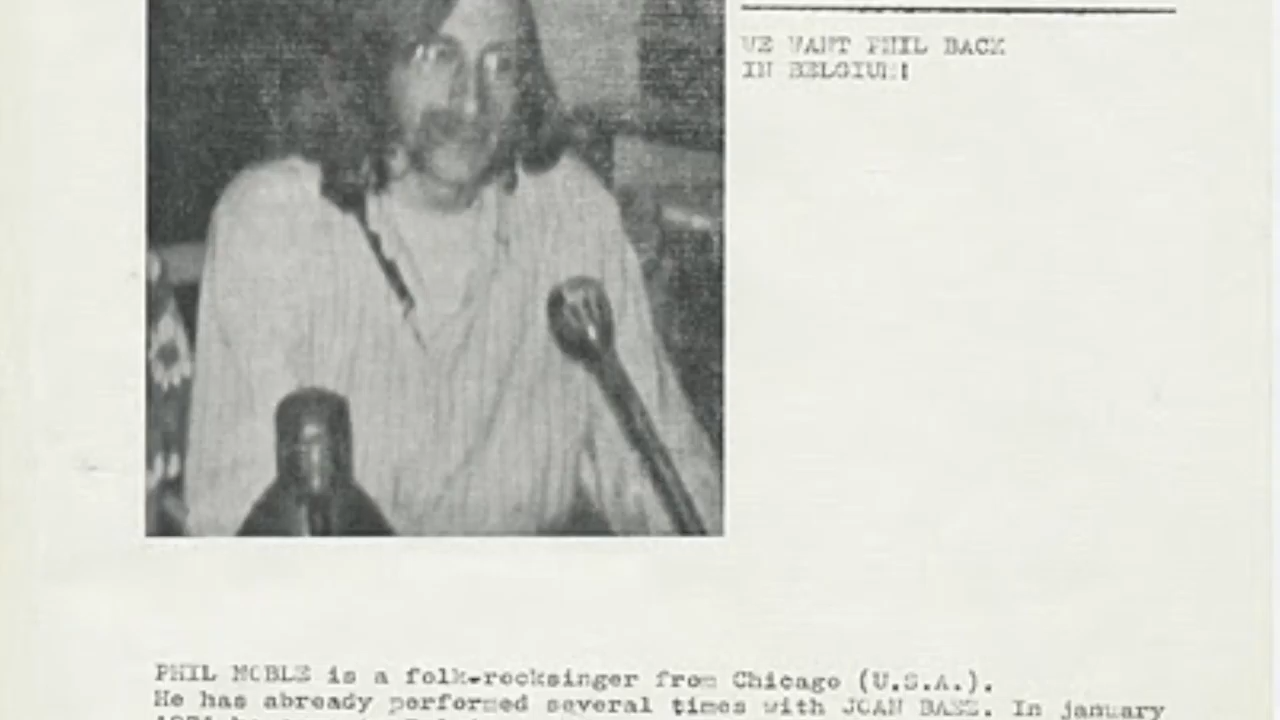 WE WANT PHIL BACK
IN BELGIUM!
PHIL NOBLE is a folk-rocksinger from Chicago (U.S.A.).
He has abready performed several times with JOAN BAEZ. In january